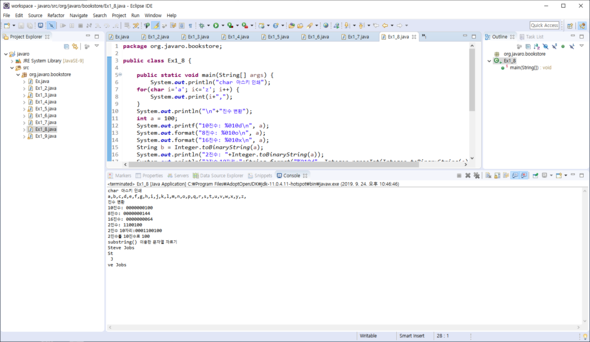 workspace - javaro/src/org/javaro/bookstore/Ex1_8.java - Eclipse IDE
File Edit Source Refactor Navigate Search Project Run Window Help
Quick Access
Project Explorer
javaro
JRE System Library [JavaSE-9]
src
org.javaro.bookstore
Ex.java
Ex1_2.java
Ex1_3.java
Ex1_4.java
Ex1_5.java
Ex1_6.java
Ex1_7.java
Ex1_8.java
Ex1_9.java
Ex.java Ex1_2.java Ex1_3.java Ex1_4.java Ex1_5.java Ex1_6.java Ex1_7.java Ex1_8.java
1 package org.javaro.bookstore;
2
3 public class Ex1_8 {
4
5 public static void main(String[] args) {
6 System.out.println("char 아스키 인쇄");
7 for(char i='a'; i<='z'; i++) {
8 System.out.print(i+",");
9 }
10 System.out.println("\n"+"진수 변환");
11 int a = 100;
12 System.out.printf("10진수: %010d\n", a);
13 System.out.format("8진수: %010o\n", a);
14 System.out.format("16진수: %010x\n", a);
15 String b = Integer.toBinaryString(a);
16 System.out.println("2진수: "+Integer.toBinaryString(a));
Outline Task List
org.javaro.bookstore
Ex1_8
main(String[]) : void
Markers Properties Servers Data Source Explorer Snippets Console
<terminated> Ex1_8 [Java Application] C:\Program Files\AdoptOpenJDK\jdk-11.0.4.11-hotspot\bin\javaw.exe (2019. 9. 24. 오후 10:46:46)
char 아스키 인쇄
a,b,c,d,e,f,g,h,i,j,k,l,m,n,o,p,q,r,s,t,u,v,w,x,y,z,
진수 변환
10진수: 0000000100
8진수: 0000000144
16진수: 0000000064
2진수: 1100100
2진수 10자리:0001100100
2진수를 10진수로 100
substring() 이용한 문자열 자르기
Steve Jobs
St
J
ve Jobs
Writable Smart Insert 28 : 1